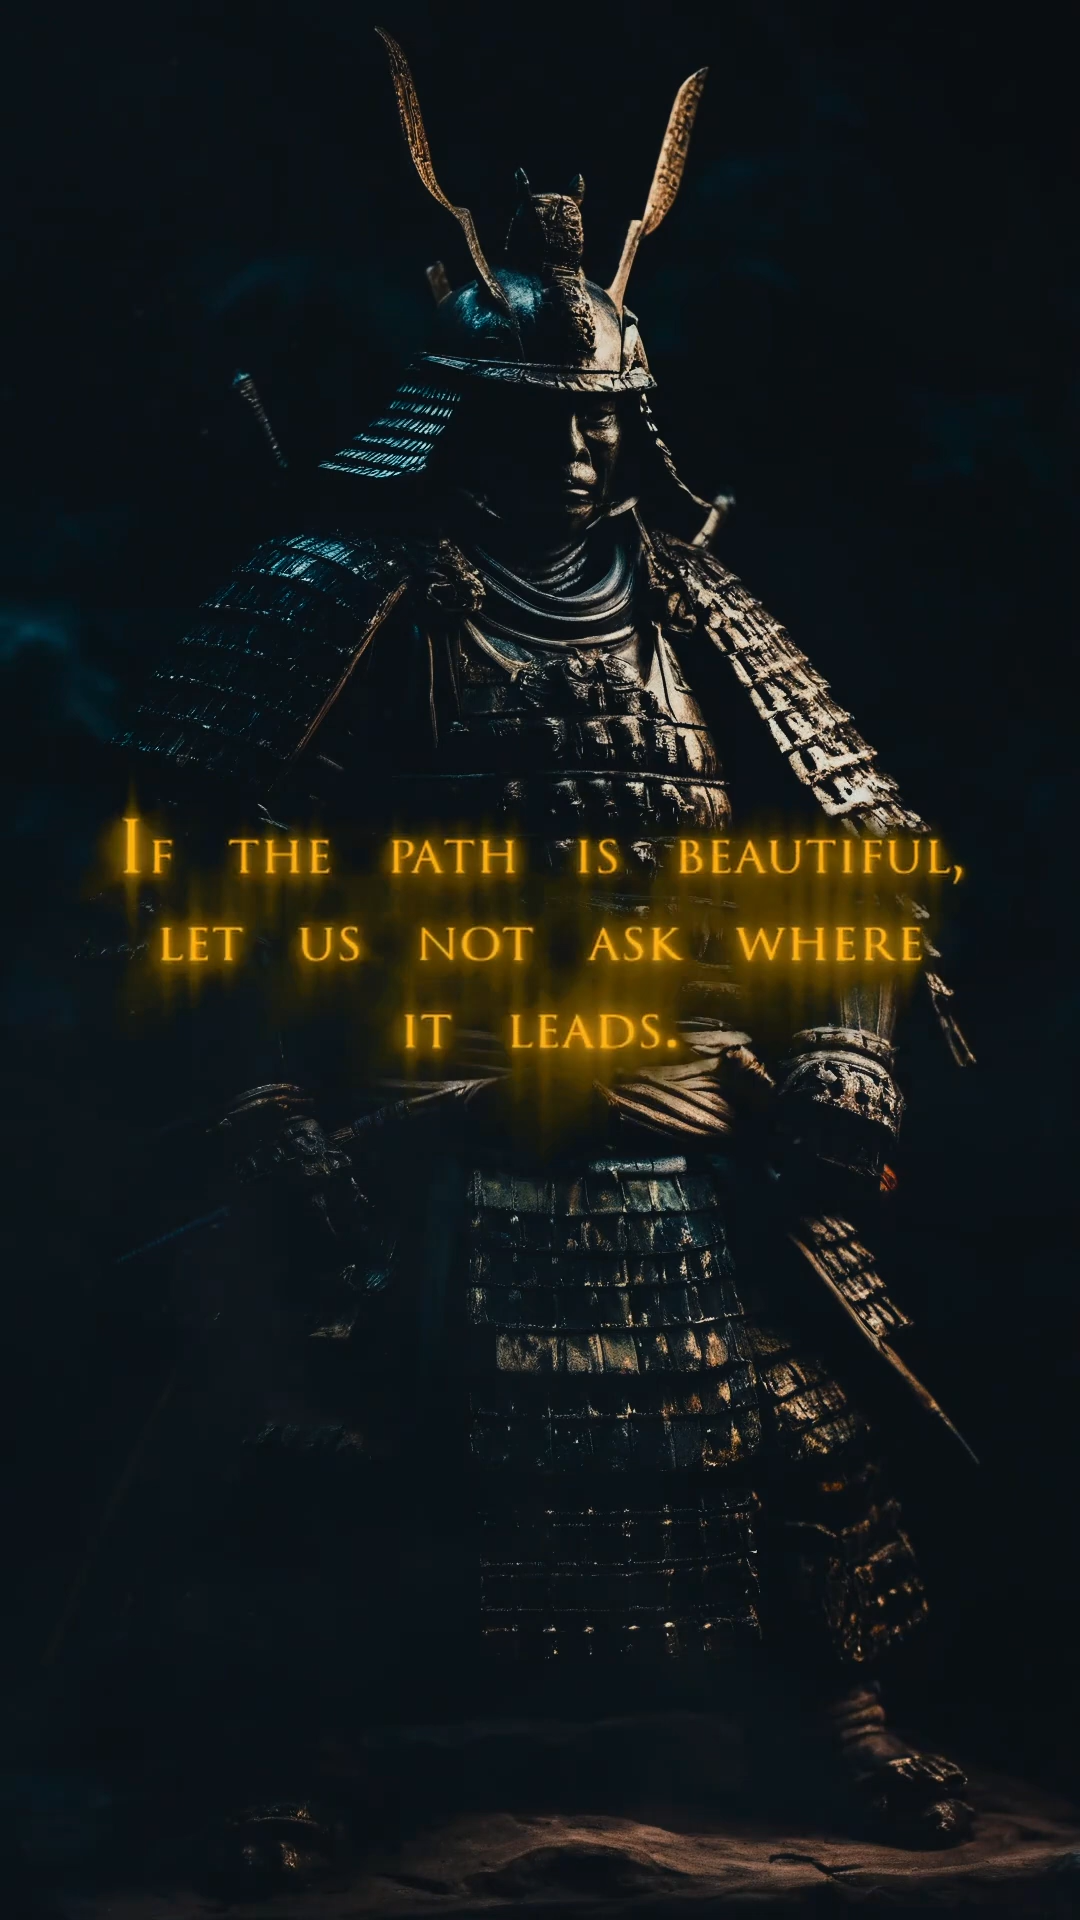 If the path is beautiful,
let us not ask where
it leads.